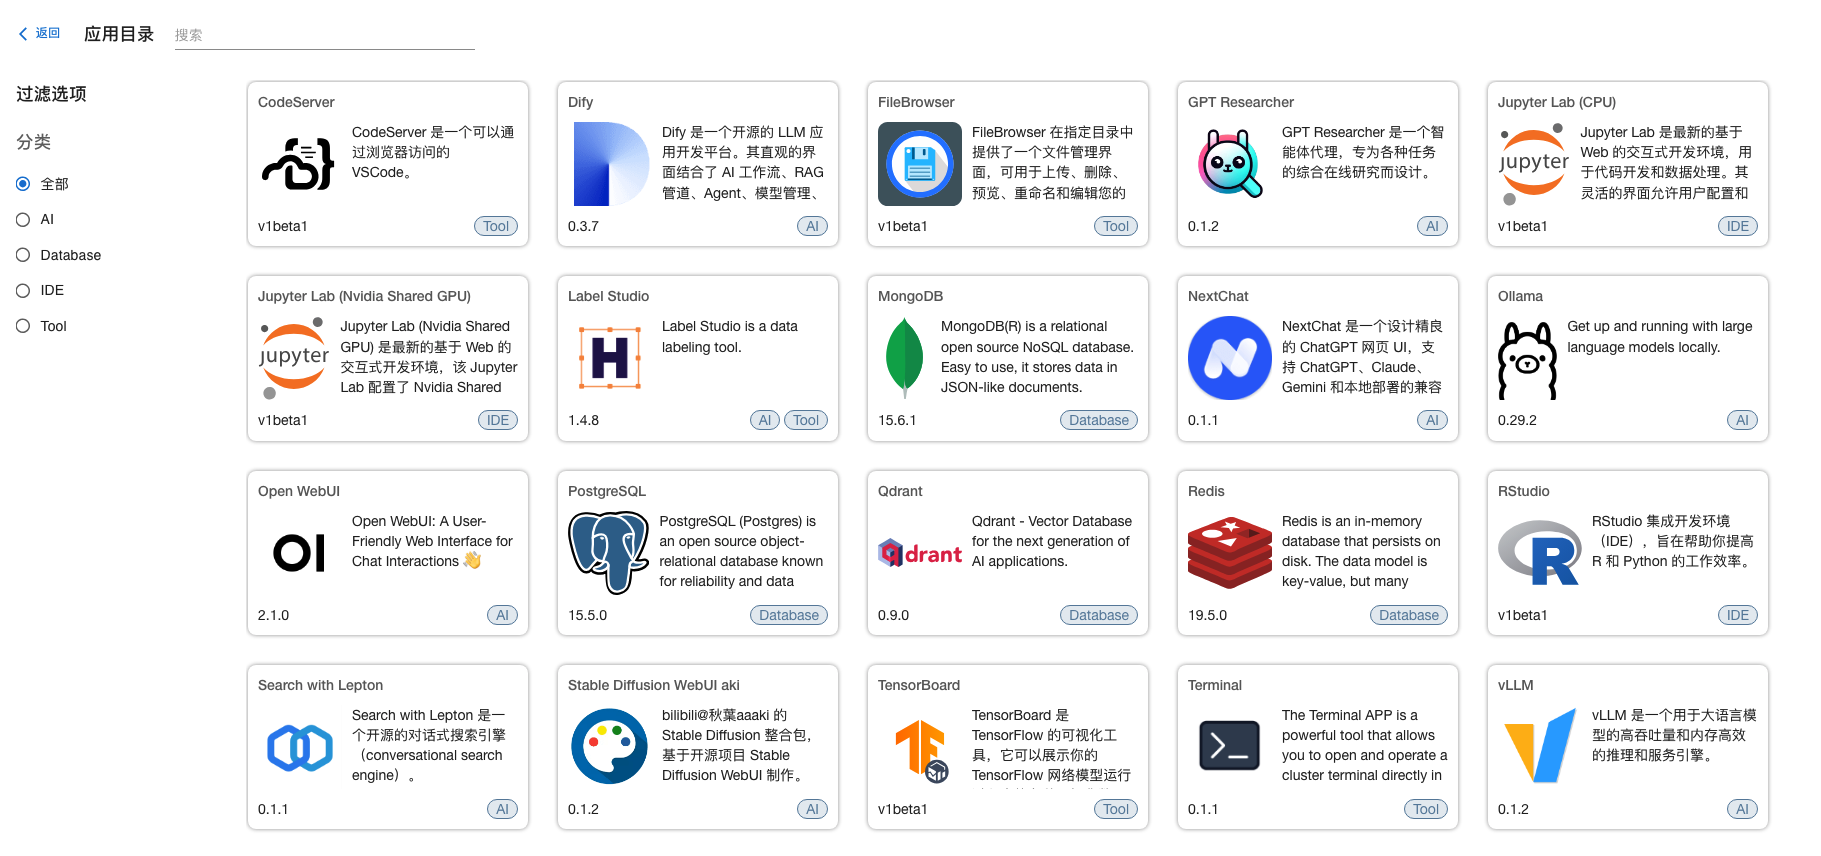 返回
应用目录
搜索
过滤选项
分类
全部
AI
Database
IDE
Tool
CodeServer
CodeServer 是一个可以通
过浏览器访问的
VSCode。
v1beta1
Tool
Dify
Dify 是一个开源的 LLM 应
用开发平台。其直观的界
面结合了 AI 工作流、RAG
管道、Agent、模型管理、
0.3.7
AI
FileBrowser
FileBrowser 在指定目录中
提供了一个文件管理界
面，可用于上传、删除、
预览、重命名和编辑您的
v1beta1
Tool
GPT Researcher
GPT Researcher 是一个智
能体代理，专为各种任务
的综合在线研究而设计。
0.1.2
AI
Jupyter Lab (CPU)
jupyter
Jupyter Lab 是最新的基于
Web 的交互式开发环境，用
于代码开发和数据处理。其
灵活的界面允许用户配置和
v1beta1
IDE
Jupyter Lab (Nvidia Shared GPU)
jupyter
Jupyter Lab (Nvidia Shared
GPU) 是最新的基于 Web 的
交互式开发环境，该 Jupyter
Lab 配置了 Nvidia Shared
v1beta1
IDE
Label Studio
Label Studio is a data
labeling tool.
1.4.8
AI
Tool
MongoDB
MongoDB(R) is a relational
open source NoSQL database.
Easy to use, it stores data in
JSON-like documents.
15.6.1
Database
NextChat
NextChat 是一个设计精良
的 ChatGPT 网页 UI，支
持 ChatGPT、Claude、
Gemini 和本地部署的兼容
0.1.1
AI
Ollama
Get up and running with large
language models locally.
0.29.2
AI
Open WebUI
OI
Open WebUI: A User-
Friendly Web Interface for
Chat Interactions 👋
2.1.0
AI
PostgreSQL
PostgreSQL (Postgres) is
an open source object-
relational database known
for reliability and data
15.5.0
Database
Qdrant
qdrant
Qdrant - Vector Database
for the next generation of
AI applications.
0.9.0
Database
Redis
Redis is an in-memory
database that persists on
disk. The data model is
key-value, but many
19.5.0
Database
RStudio
R
RStudio 集成开发环境
（IDE），旨在帮助你提高
R 和 Python 的工作效率。
v1beta1
IDE
Search with Lepton
Search with Lepton 是一
个开源的对话式搜索引擎
（conversational search
engine）。
0.1.1
AI
Stable Diffusion WebUI aki
bilibili@秋葉aaaki 的
Stable Diffusion 整合包，
基于开源项目 Stable
Diffusion WebUI 制作。
0.1.2
AI
TensorBoard
TensorBoard 是
TensorFlow 的可视化工
具，它可以展示你的
TensorFlow 网络模型运行
v1beta1
Tool
Terminal
The Terminal APP is a
powerful tool that allows
you to open and operate a
cluster terminal directly in
0.1.1
Tool
vLLM
vLLM 是一个用于大语言模
型的高吞吐量和内存高效
的推理和服务引擎。
0.1.2
AI